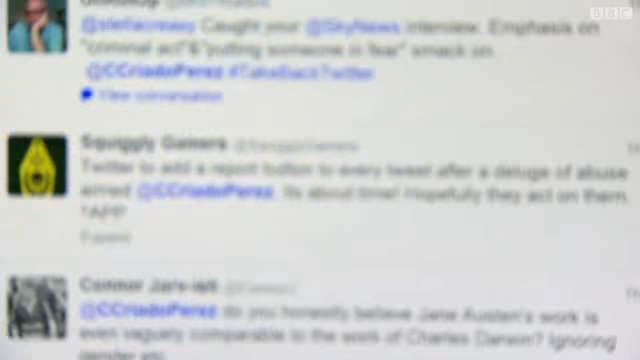 BBC
@stellacreasy Caught your @SkyNews interview. Emphasis on
"criminal act"&"putting someone in fear" smack on.
@CCriadoPerez #TakeBackTwitter
View conversation
Squiggly Gamers
Twitter to add a report button to every tweet after a deluge of abuse
aimed @CCriadoPerez. Its about time! Hopefully they act on them.
Expand
Connor
@CCriadoPerez do you honestly believe Jane Austen's work is
even vaguely comparable to the work of Charles Darwin? Ignoring
gender etc